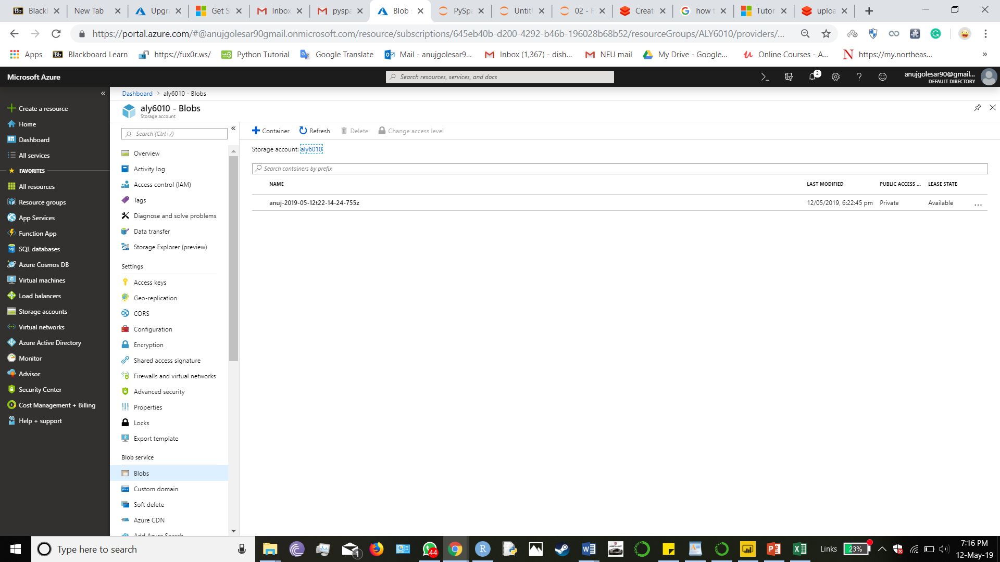 Blackl
New Tab
Upgra
Get S
Inbox
pyspa
Blob
PySpa
Untitl
02 - F
Create
how t
Tutor
uploa
https://portal.azure.com/#@anujgolesar90gmail.onmicrosoft.com/resource/subscriptions/645eb40b-d200-4292-b46b-196028b68b52/resourceGroups/ALY6010/providers/...
Apps Bb Blackboard Learn https://fux0r.ws/ Python Tutorial Google Translate Mail - anujgolesar9... Inbox (1,367) - dish... NEU mail My Drive - Google... Online Courses - A... https://my.northeas... »
Microsoft Azure
Search resources, services, and docs
2
anujgolesar90@gmail...
DEFAULT DIRECTORY
Create a resource
Home
Dashboard
All services
FAVORITES
All resources
Resource groups
App Services
Function App
SQL databases
Azure Cosmos DB
Virtual machines
Load balancers
Storage accounts
Virtual networks
Azure Active Directory
Monitor
Advisor
Security Center
Cost Management + Billing
Help + support
Dashboard > aly6010 - Blobs
aly6010 - Blobs
Storage account
Search (Ctrl+/)
Overview
Activity log
Access control (IAM)
Tags
Diagnose and solve problems
Data transfer
Storage Explorer (preview)
Settings
Access keys
Geo-replication
CORS
Configuration
Encryption
Shared access signature
Firewalls and virtual networks
Advanced security
Properties
Locks
Export template
Blob service
Blobs
Custom domain
Soft delete
Azure CDN
Add Azure Search
Container Refresh Delete Change access level
Storage account: aly6010
Search containers by prefix
NAME LAST MODIFIED PUBLIC ACCESS ... LEASE STATE
anuj-2019-05-12t22-14-24-755z 12/05/2019, 6:22:45 pm Private Available ...
Type here to search
1
44
Links
23%
7:16 PM
12-May-19